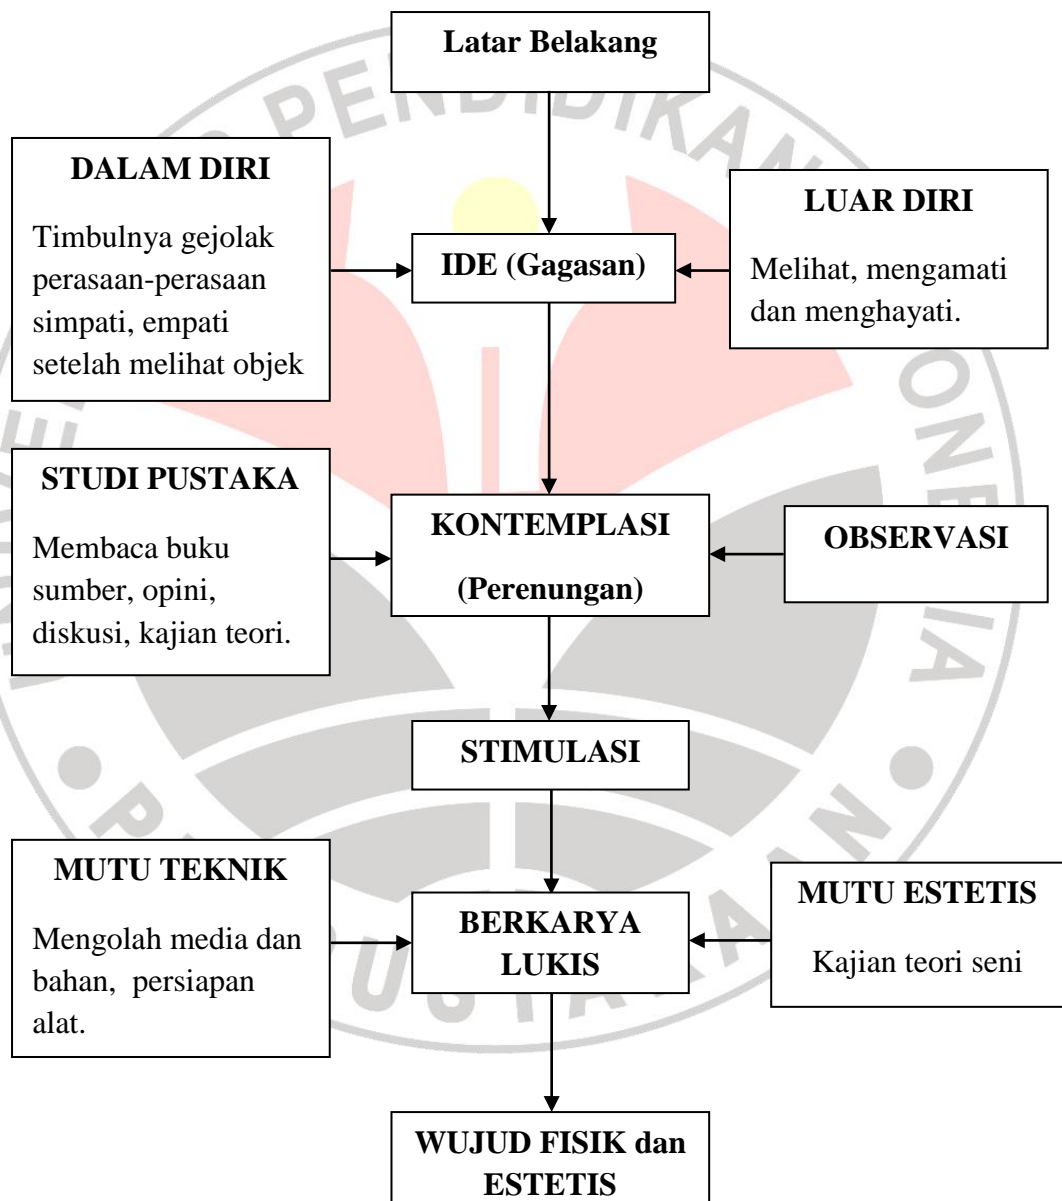 Latar Belakang
DALAM DIRI
Timbulnya gejolak
perasaan-perasaan
simpati, empati
setelah melihat objek
IDE (Gagasan)
LUAR DIRI
Melihat, mengamati
dan menghayati.
STUDI PUSTAKA
Membaca buku
sumber, opini,
diskusi, kajian teori.
KONTEMPLASI
(Perenungan)
OBSERVASI
STIMULASI
MUTU TEKNIK
Mengolah media dan
bahan, persiapan
alat.
BERKARYA
LUKIS
MUTU ESTETIS
Kajian teori seni
WUJUD FISIK dan
ESTETIS